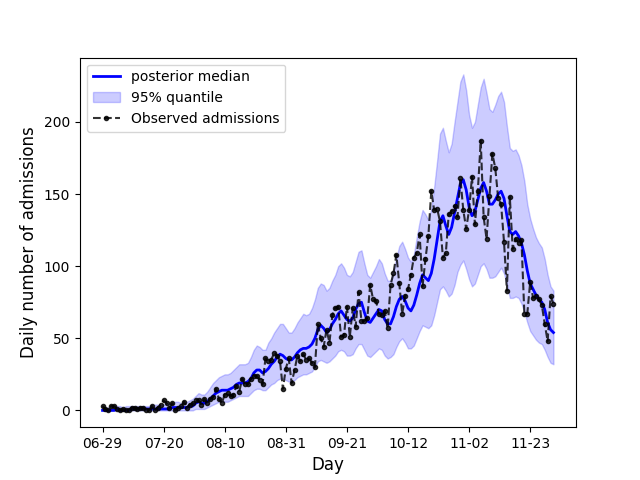 posterior median
95% quantile
Observed admissions
Daily number of admissions
200
150
100
50
0
06-29 07-20 08-10 08-31 09-21 10-12 11-02 11-23
Day